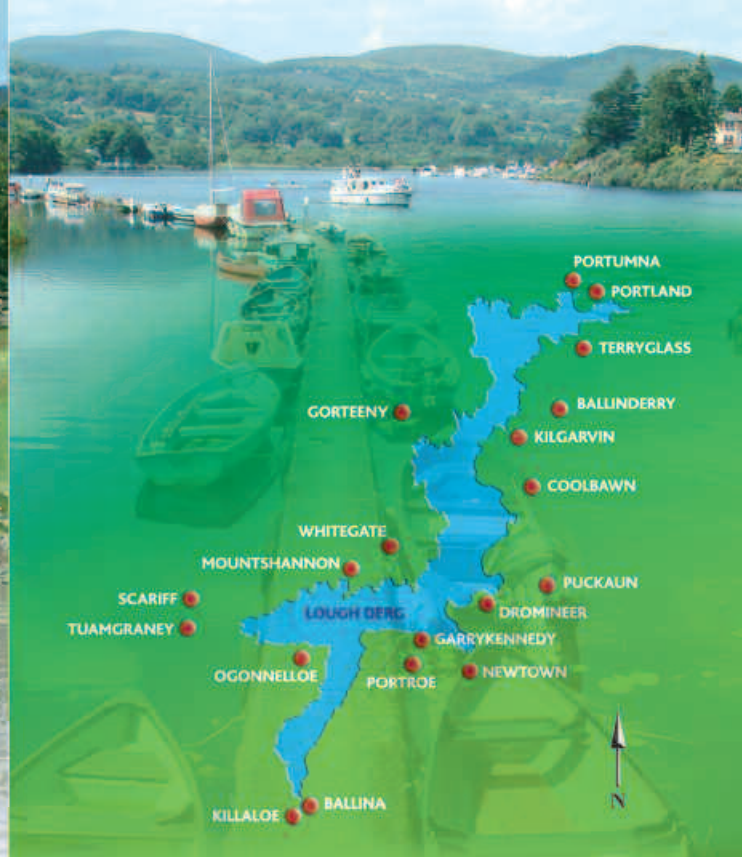 PORTUMNA
PORTLAND
TERRYGLASS
BALLINDERRY
GORTEENY
KILGARVIN
COOLBAWN
WHITEGATE
MOUNTSHANNON
PUCKAUN
SCARIFF
LOUGH DERG
DROMINEER
TUAMGRANEY
GARRYKENNEDY
OGONNELLOE
PORTROE
NEWTOWN
N
BALLINA
KILLALOE